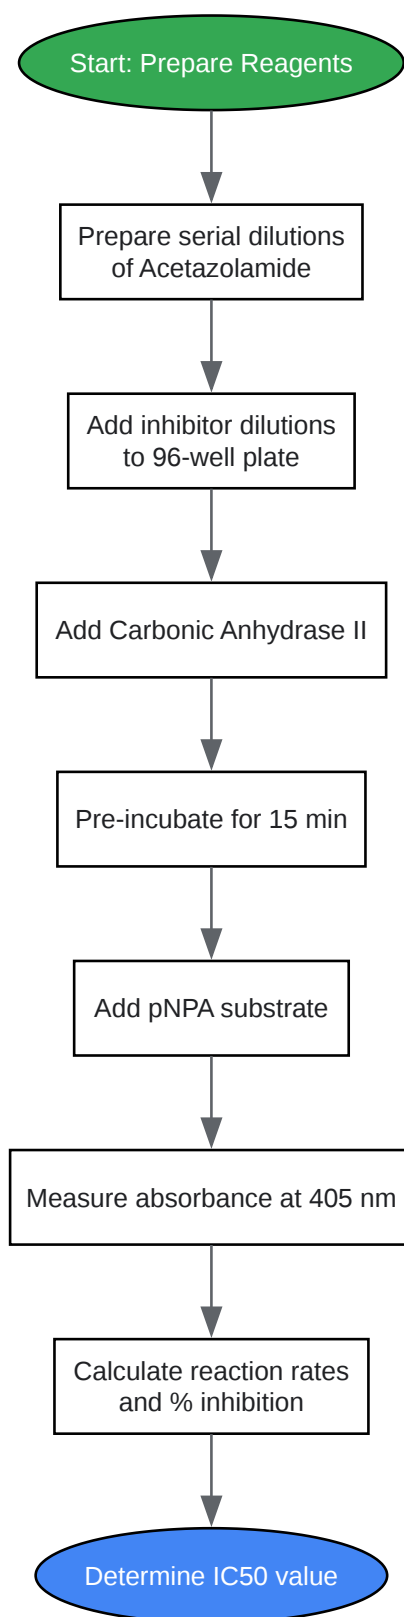 Start: Prepare Reagents
Prepare serial dilutions
of Acetazolamide
Add inhibitor dilutions
to 96-well plate
Add Carbonic Anhydrase II
Pre-incubate for 15 min
Add pNPA substrate
Measure absorbance at 405 nm
Calculate reaction rates
and % inhibition
Determine IC50 value